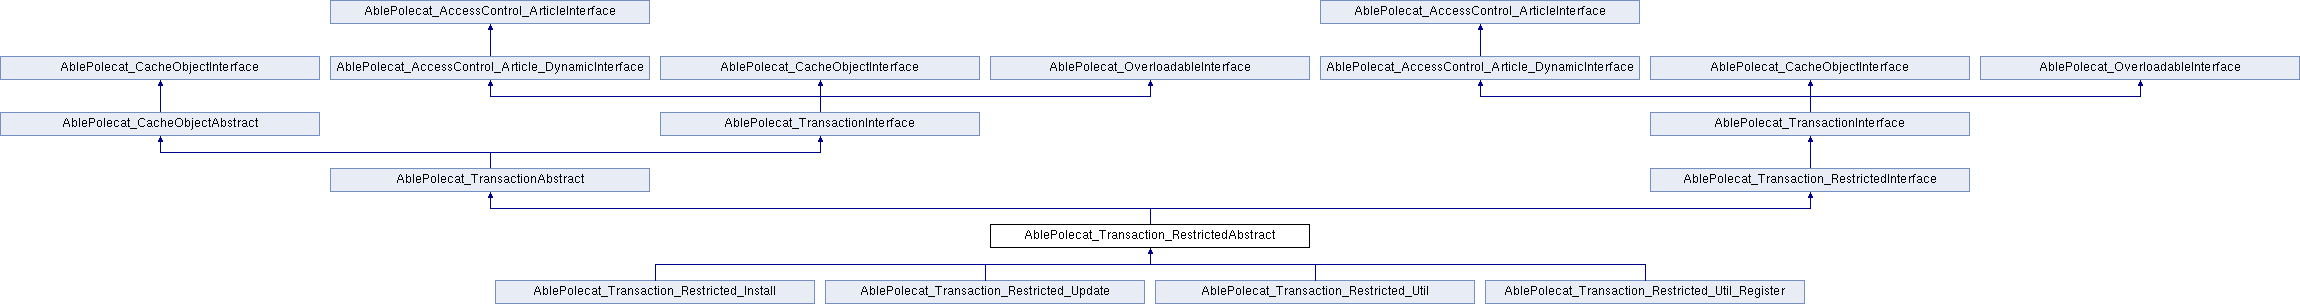 AblePolecat_AccessControl_ArticleInterface
AblePolecat_AccessControl_ArticleInterface
AblePolecat_CacheObjectInterface
AblePolecat_AccessControl_Article_DynamicInterface
AblePolecat_CacheObjectInterface
AblePolecat_OverloadableInterface
AblePolecat_AccessControl_Article_DynamicInterface
AblePolecat_CacheObjectInterface
AblePolecat_OverloadableInterface
AblePolecat_CacheObjectAbstract
AblePolecat_TransactionInterface
AblePolecat_TransactionInterface
AblePolecat_TransactionAbstract
AblePolecat_Transaction_RestrictedInterface
AblePolecat_Transaction_RestrictedAbstract
AblePolecat_Transaction_Restricted_Install
AblePolecat_Transaction_Restricted_Update
AblePolecat_Transaction_Restricted_Util
AblePolecat_Transaction_Restricted_Util_Register